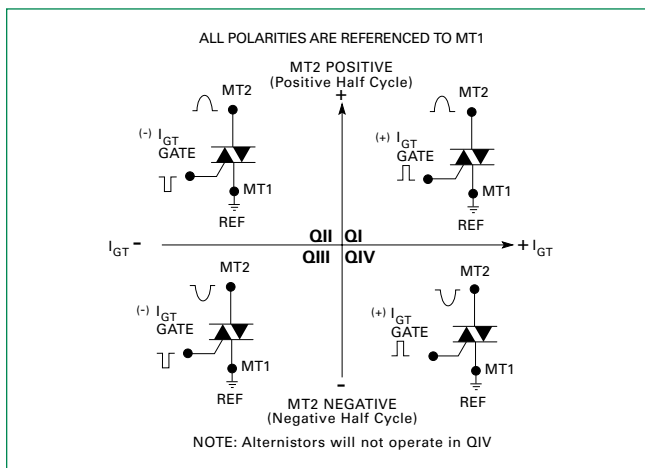 ALL POLARITIES ARE REFERENCED TO MT1
MT2 POSITIVE
(Positive Half Cycle)
+
MT2
(-) IGT
GATE
MT1
REF
MT2
(+) IGT
GATE
MT1
REF
IGT -
QII QI
QIII QIV
+ IGT
MT2
(-) IGT
GATE
MT1
REF
MT2
(+) IGT
GATE
MT1
REF
-
MT2 NEGATIVE
(Negative Half Cycle)
NOTE: Alternistors will not operate in QIV